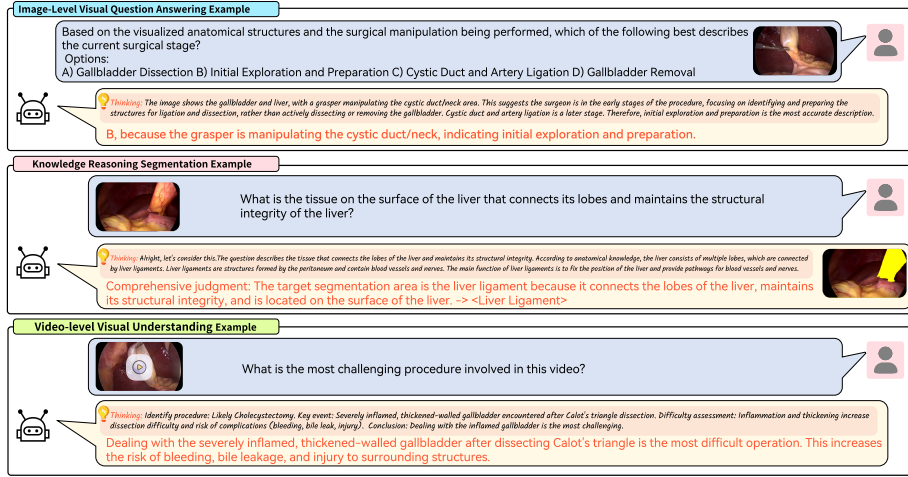 Image-Level Visual Question Answering Example
Based on the visualized anatomical structures and the surgical manipulation being performed, which of the following best describes
the current surgical stage?
Options:
A) Gallbladder Dissection B) Initial Exploration and Preparation C) Cystic Duct and Artery Ligation D) Gallbladder Removal
Thinking: The image shows the gallbladder and liver, with a grasper manipulating the cystic duct/neck area. This suggests the surgeon is in the early stages of the procedure, focusing on identifying and preparing the
structures for ligation and dissection, rather than actively dissecting or removing the gallbladder. Cystic duct and artery ligation is a later stage. Therefore, initial exploration and preparation is the most accurate description.
B, because the grasper is manipulating the cystic duct/neck, indicating initial exploration and preparation.
Knowledge Reasoning Segmentation Example
What is the tissue on the surface of the liver that connects its lobes and maintains the structural
integrity of the liver?
Thinking: Alright, let's consider this.The question describes the tissue that connects the lobes of the liver and maintains its structural integrity. According to anatomical knowledge, the liver consists of multiple lobes, which are connected
by liver ligaments. Liver ligaments are structures formed by the peritoneum and contain blood vessels and nerves. The main function of liver ligaments is to fix the position of the liver and provide pathways for blood vessels and nerves.
Comprehensive judgment: The target segmentation area is the liver ligament because it connects the lobes of the liver, maintains
its structural integrity, and is located on the surface of the liver. -> <Liver Ligament>
Video-level Visual Understanding Example
What is the most challenging procedure involved in this video?
Thinking: Identify procedure: Likely Cholecystectomy. Key event: Severely inflamed, thickened-walled gallbladder encountered after Calot's triangle dissection. Difficulty assessment: Inflammation and thickening increase
dissection difficulty and risk of complications (bleeding, bile leak, injury). Conclusion: Dealing with the inflamed gallbladder is the most challenging.
Dealing with the severely inflamed, thickened-walled gallbladder after dissecting Calot's triangle is the most difficult operation. This increases
the risk of bleeding, bile leakage, and injury to surrounding structures.